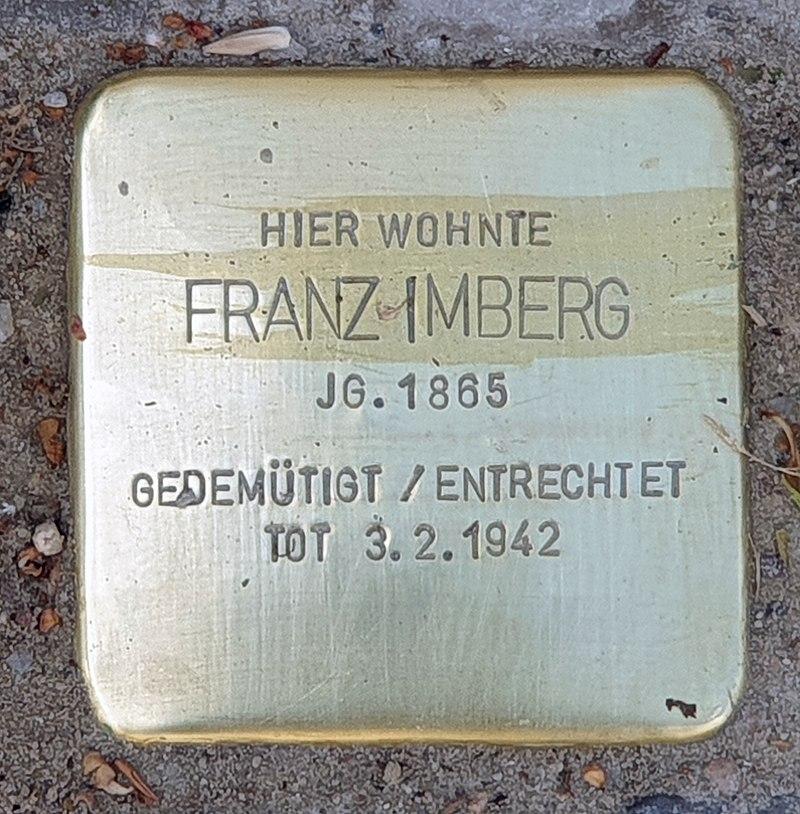 HIER WOHNTE
FRANZ IMBERG
JG. 1865
GEDEMÜTIGT / ENTRECHTET
TOT 3.2.1942